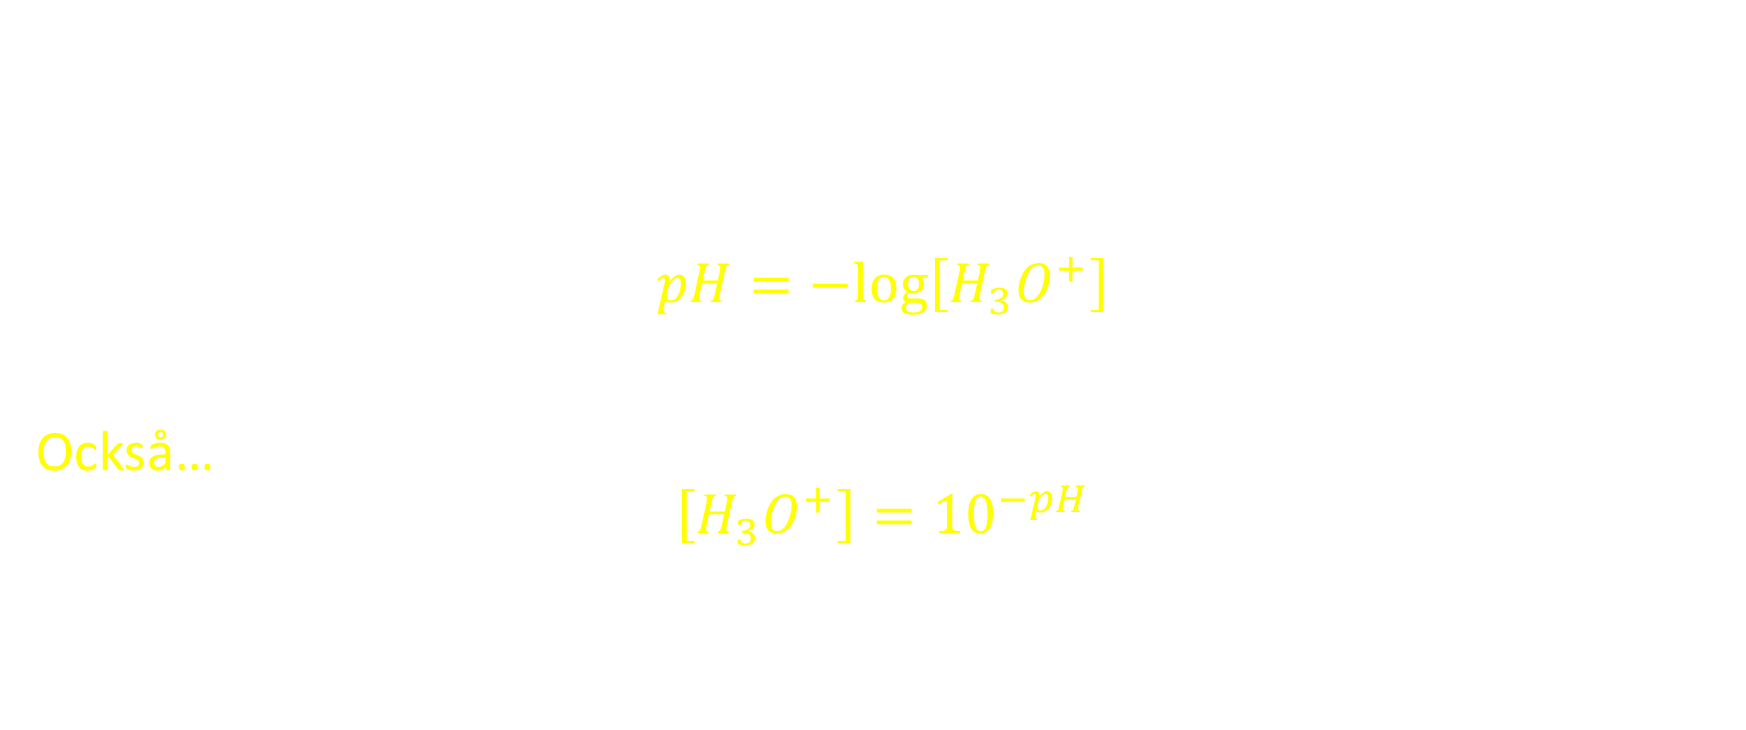 pH = −log[H₃O⁺]
Också...
[H₃O⁺] = 10⁻ᵖᴴ